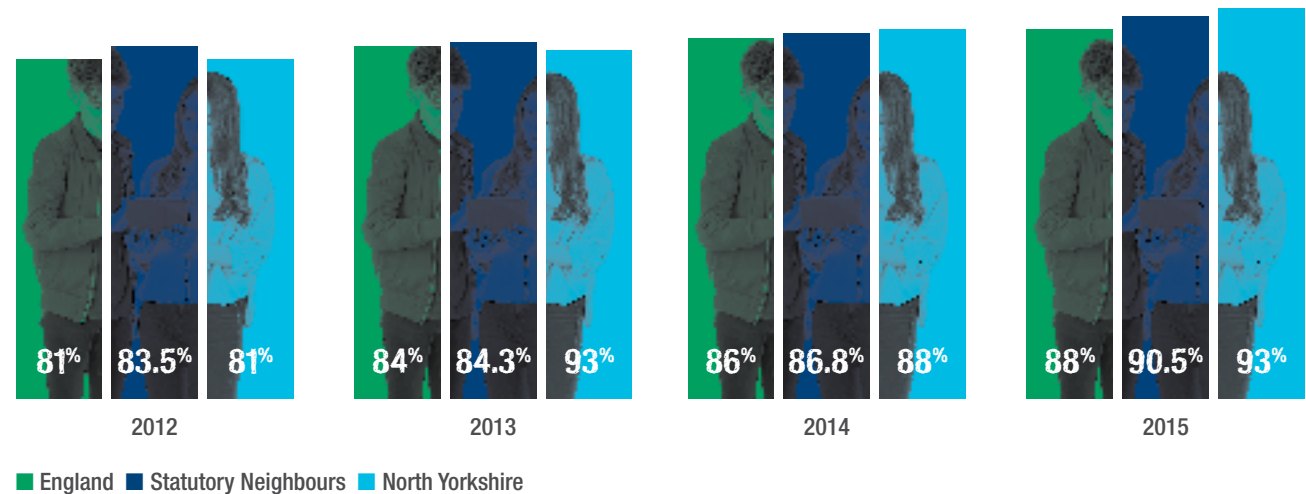 81% 83.5% 81% 84% 84.3% 93% 86% 86.8% 88% 88% 90.5% 93%
2012 2013 2014 2015
England Statutory Neighbours North Yorkshire